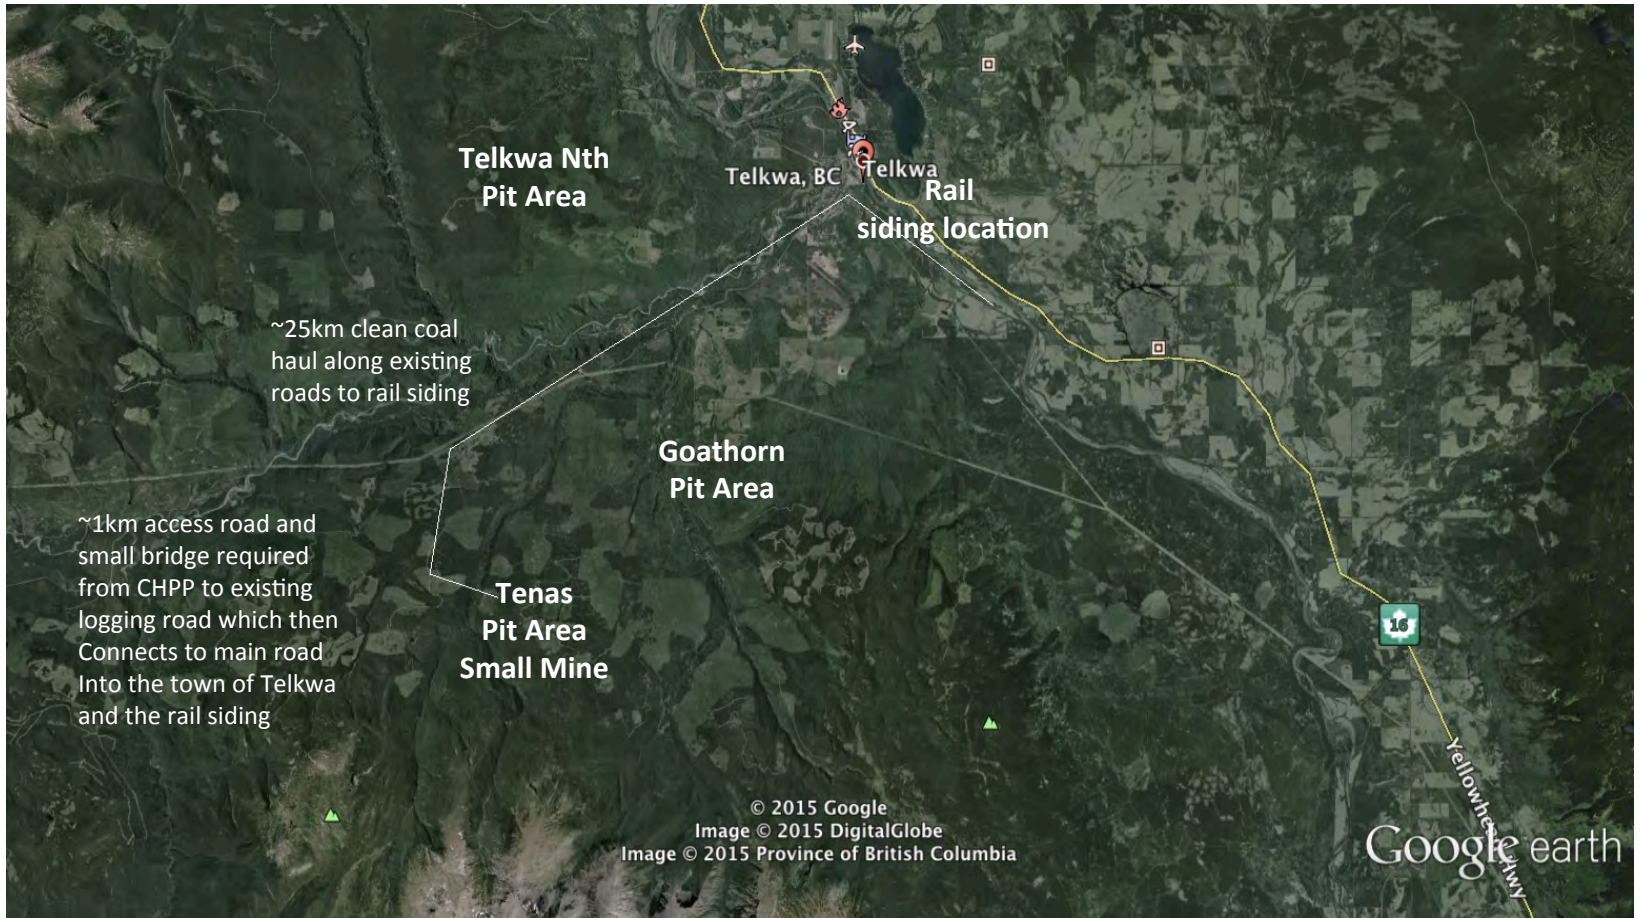 Telkwa Nth
Pit Area
Telkwa, BC
Telkwa
Rail
siding location
~25km clean coal
haul along existing
roads to rail siding
Goathorn
Pit Area
~1km access road and
small bridge required
from CHPP to existing
logging road which then
Connects to main road
Into the town of Telkwa
and the rail siding
Tenas
Pit Area
Small Mine
16
Hwy
© 2015 Google
Image © 2015 DigitalGlobe
Image © 2015 Province of British Columbia
Google earth